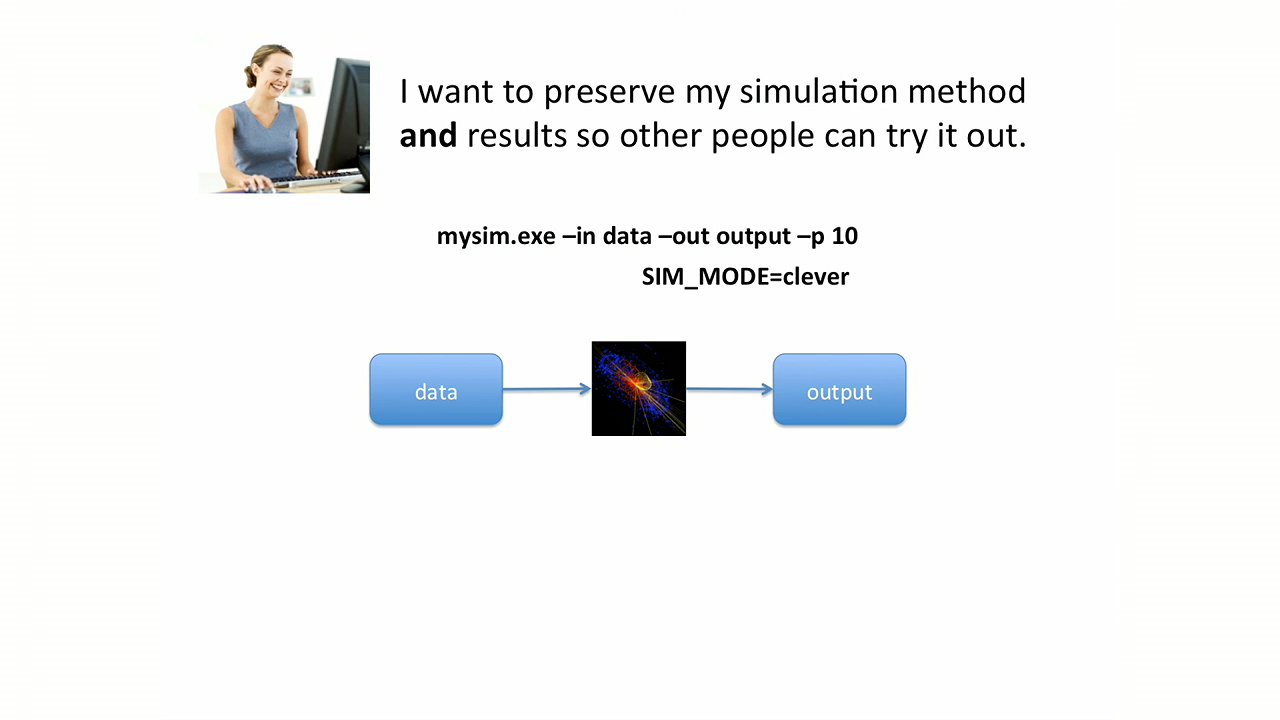 I want to preserve my simulation method
and results so other people can try it out.
mysim.exe –in data –out output –p 10
SIM_MODE=clever
data
output